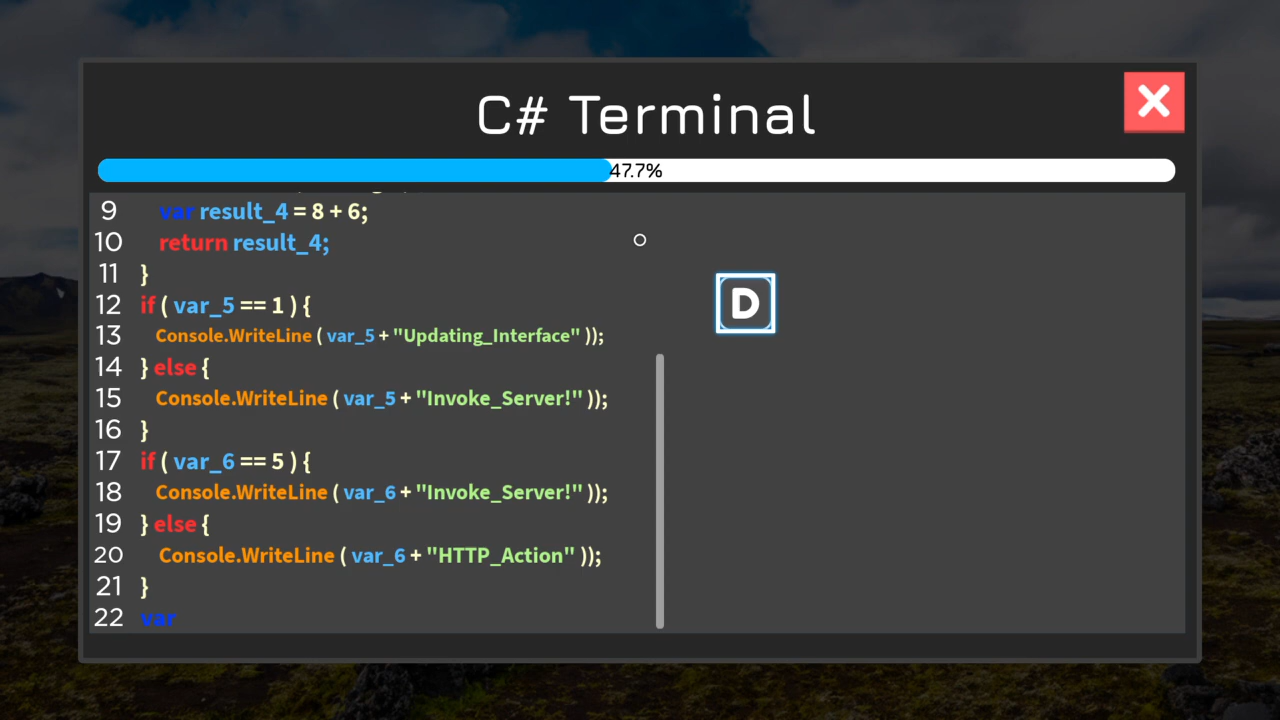 C# Terminal
47.7%
9 var result_4 = 8 + 6;
10 return result_4;
11 }
12 if ( var_5 == 1 ) {
13 Console.WriteLine ( var_5 + "Updating_Interface" ));
14 } else {
15 Console.WriteLine ( var_5 + "Invoke_Server!" ));
16 }
17 if ( var_6 == 5 ) {
18 Console.WriteLine ( var_6 + "Invoke_Server!" ));
19 } else {
20 Console.WriteLine ( var_6 + "HTTP_Action" ));
21 }
22 var
D